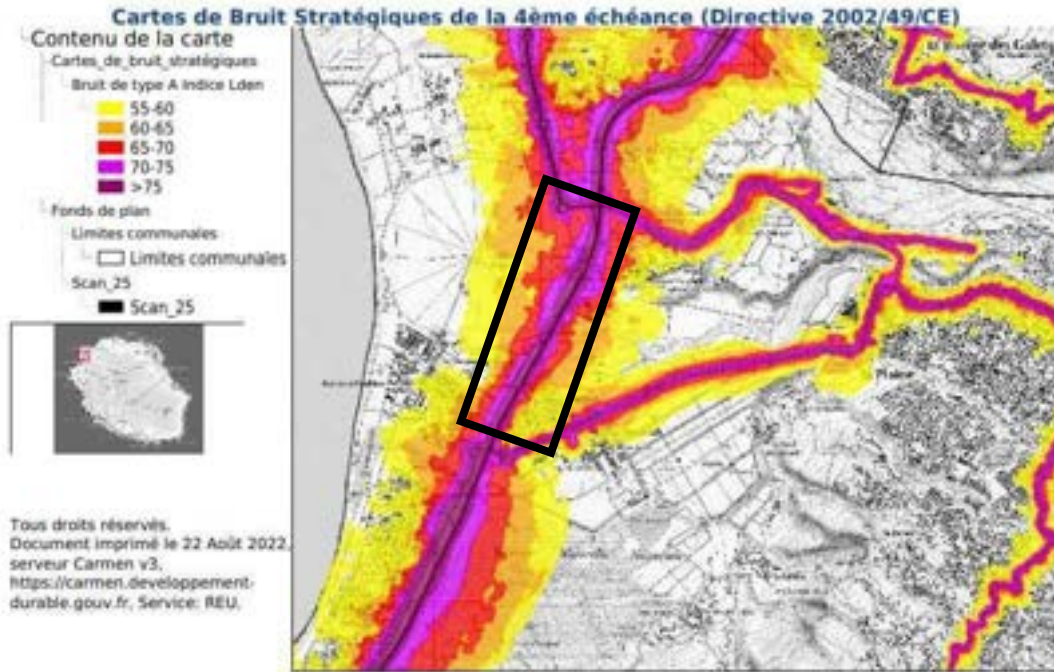 Cartes de Bruit Stratégiques de la 4ème échéance (Directive 2002/49/CE)
Contenu de la carte
Cartes_de_bruit_stratégiques
Bruit de type A Indice Lden
55-60
60-65
65-70
70-75
>75
Fonds de plan
Limites communales
Limites communales
Scan_25
Scan_25
Tous droits réservés.
Document imprimé le 22 Août 2022,
serveur Carmen v3,
https://carmen.developpement-
durable.gouv.fr, Service: REU.